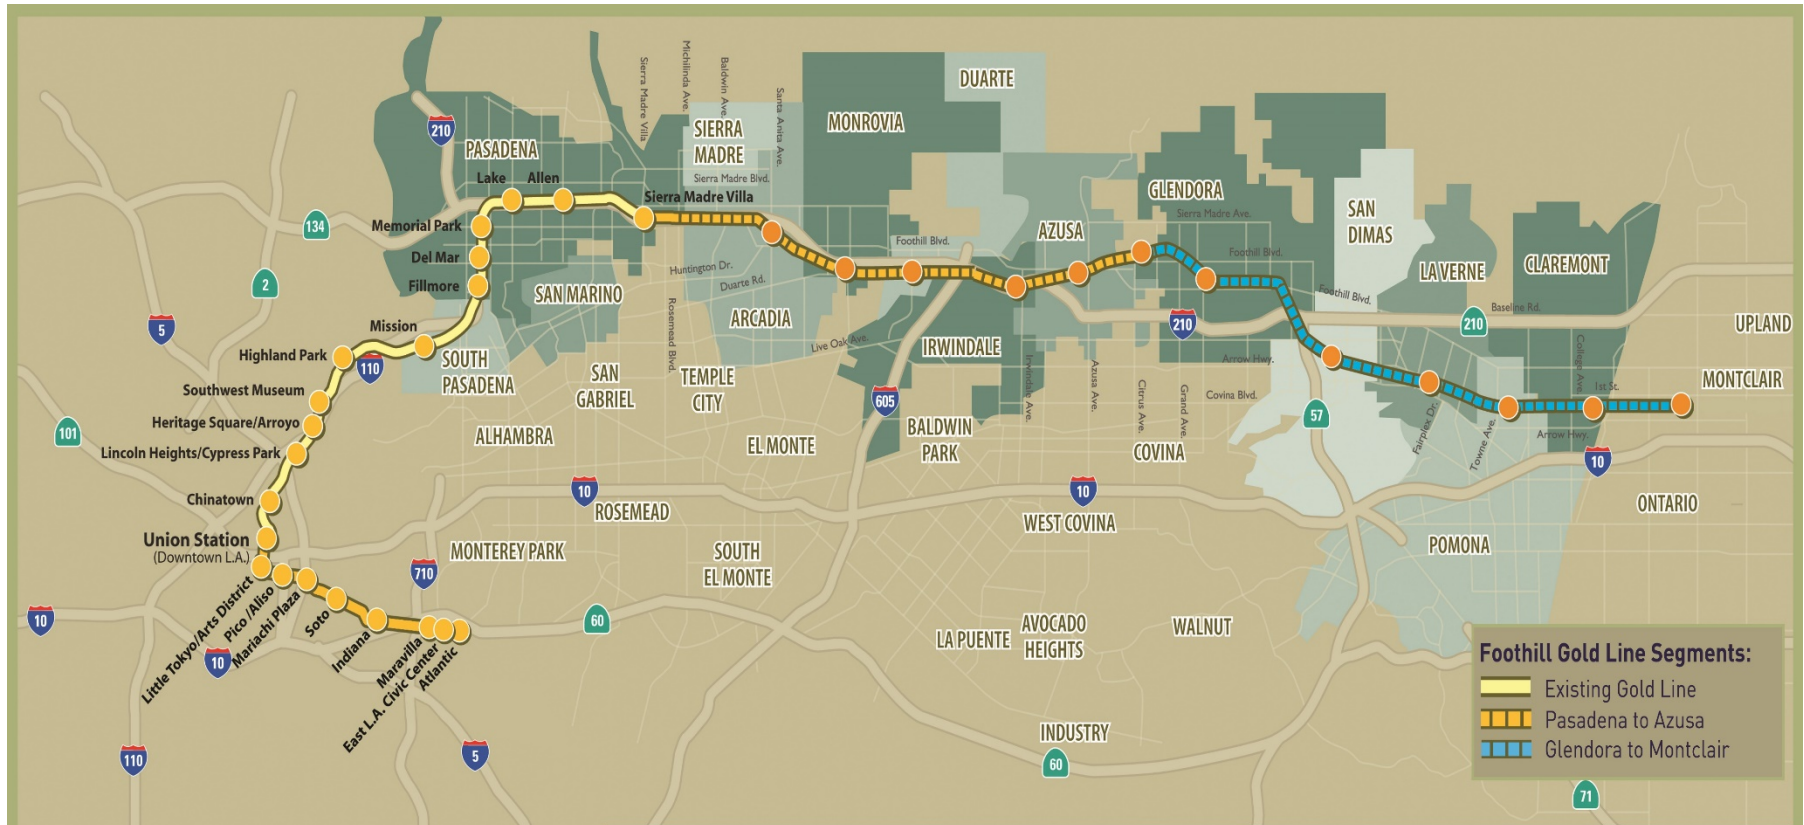 DUARTE
MONROVIA
SIERRA
MADRE
PASADENA
210
Sierra Madre Villa
Michilinda Ave.
Baldwin Ave.
Santa Anita Ave.
Sierra Madre Blvd.
Lake
Allen
Sierra Madre Villa
GLENDORA
Sierra Madre Ave.
SAN
DIMAS
AZUSA
Foothill Blvd.
Foothill Blvd.
LA VERNE
CLAREMONT
Memorial Park
134
Del Mar
Fillmore
2
Huntington Dr.
Duarte Rd.
SAN MARINO
Foothill Blvd.
Baseline Rd.
210
210
UPLAND
5
Mission
Rosemead Blvd.
ARCADIA
Live Oak Ave.
IRWINDALE
Highland Park
110
SOUTH
PASADENA
Arrow Hwy.
College Ave.
MONTCLAIR
1st St.
Southwest Museum
SAN
GABRIEL
TEMPLE
CITY
605
Irwindale Ave.
Azusa Ave.
Citrus Ave.
Grand Ave.
Covina Blvd.
57
Fairplex Dr.
Towne Ave.
Arrow Hwy.
101
Heritage Square/Arroyo
ALHAMBRA
BALDWIN
PARK
Lincoln Heights/Cypress Park
EL MONTE
COVINA
10
Chinatown
10
10
ROSEMEAD
WEST COVINA
ONTARIO
Union Station
(Downtown L.A.)
MONTEREY PARK
SOUTH
EL MONTE
POMONA
710
Little Tokyo/Arts District
Pico/Aliso
Mariachi Plaza
Soto
Indiana
Maravilla
East L.A. Civic Center
Atlantic
10
10
60
LA PUENTE
AVOCADO
HEIGHTS
WALNUT
INDUSTRY
60
110
5
71
Foothill Gold Line Segments:
Existing Gold Line
Pasadena to Azusa
Glendora to Montclair